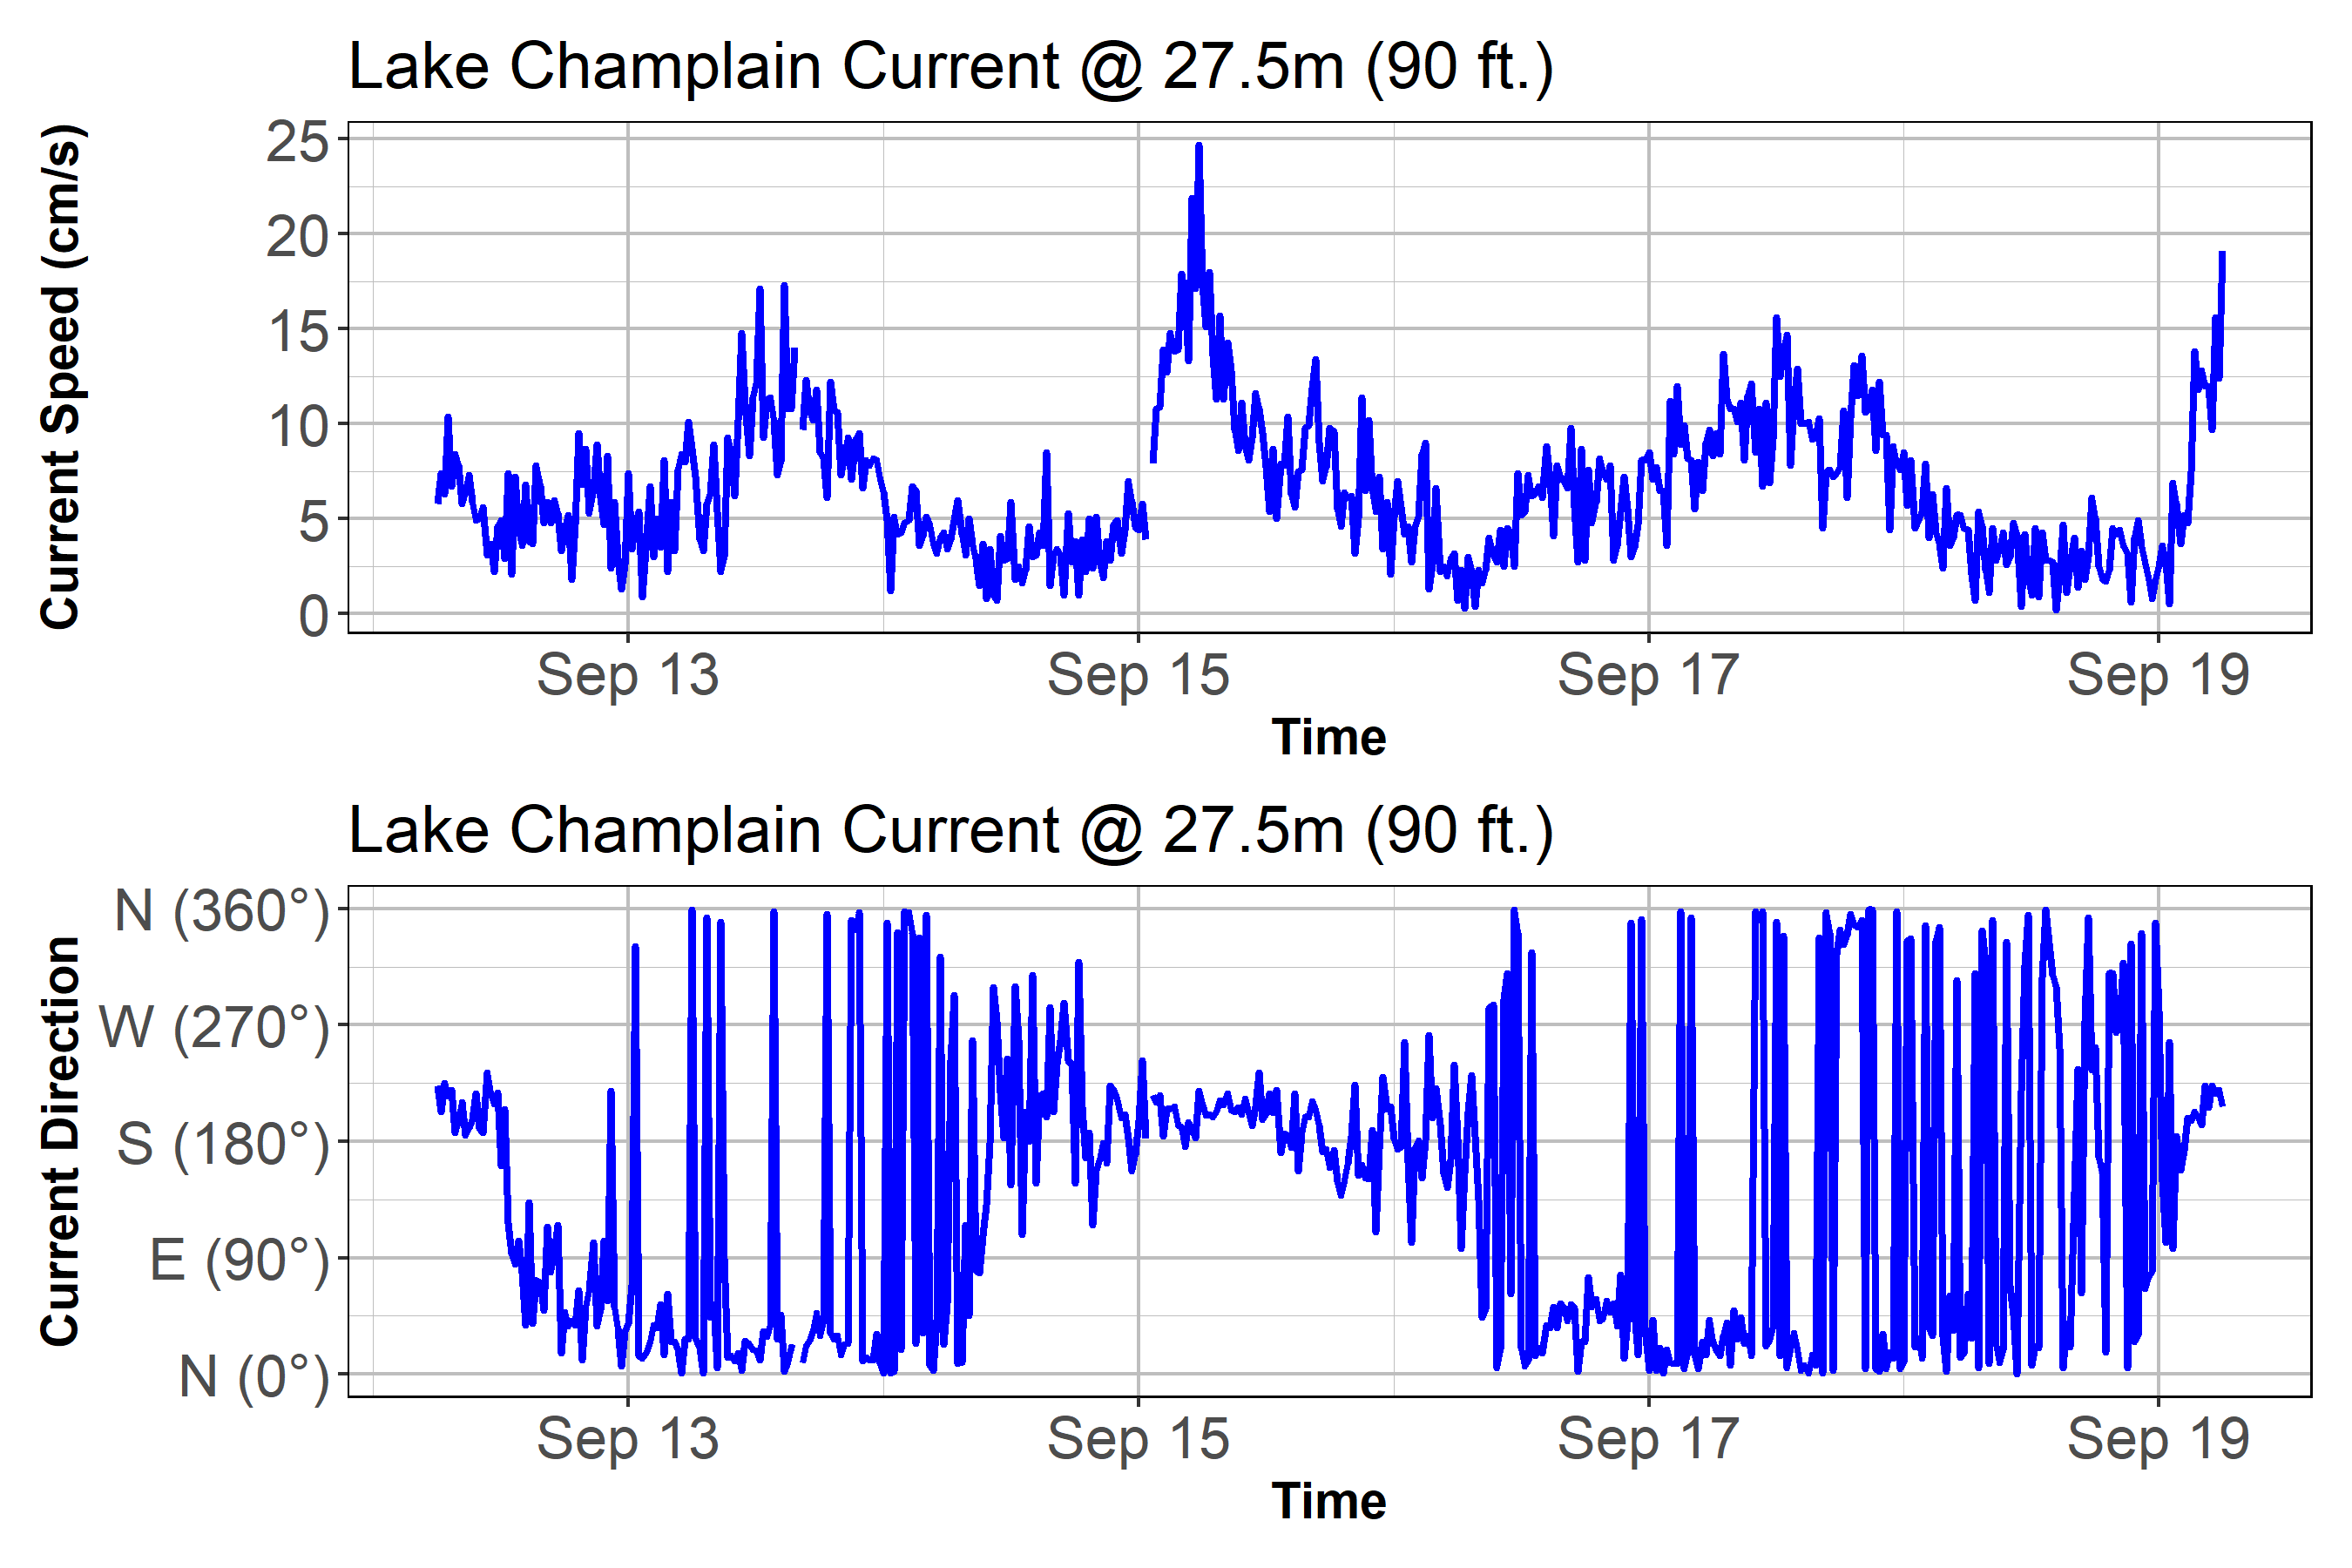 Lake Champlain Current @ 27.5m (90 ft.)
Current Speed (cm/s)
25
20
15
10
5
0
Sep 13 Sep 15 Sep 17 Sep 19
Time
Lake Champlain Current @ 27.5m (90 ft.)
Current Direction
N (360°)
W (270°)
S (180°)
E (90°)
N (0°)
Sep 13 Sep 15 Sep 17 Sep 19
Time